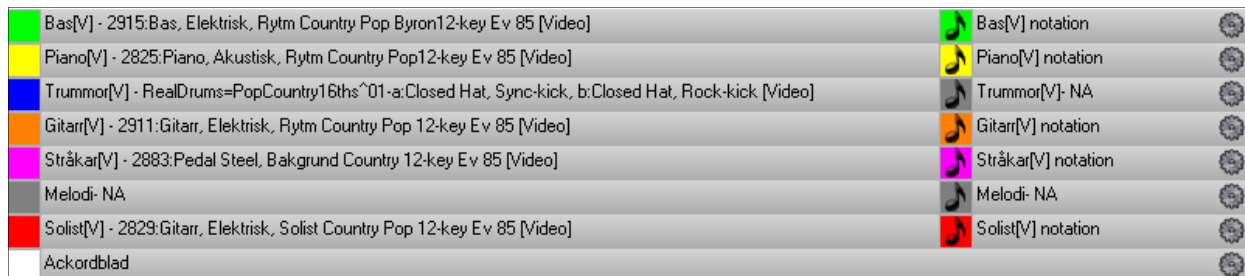 Bas[V] - 2915:Bas, Elektrisk, Rytm Country Pop Byron12-key Ev 85 [Video] Bas[V] notation
Piano[V] - 2825:Piano, Akustisk, Rytm Country Pop12-key Ev 85 [Video] Piano[V] notation
Trummor[V] - RealDrums=PopCountry16ths^01-a:Closed Hat, Sync-kick, b:Closed Hat, Rock-kick [Video] Trummor[V]- NA
Gitarr[V] - 2911:Gitarr, Elektrisk, Rytm Country Pop 12-key Ev 85 [Video] Gitarr[V] notation
Stråkar[V] - 2883:Pedal Steel, Bakgrund Country 12-key Ev 85 [Video] Stråkar[V] notation
Melodi- NA Melodi- NA
Solist[V] - 2829:Gitarr, Elektrisk, Solist Country Pop 12-key Ev 85 [Video] Solist[V] notation
Ackordblad